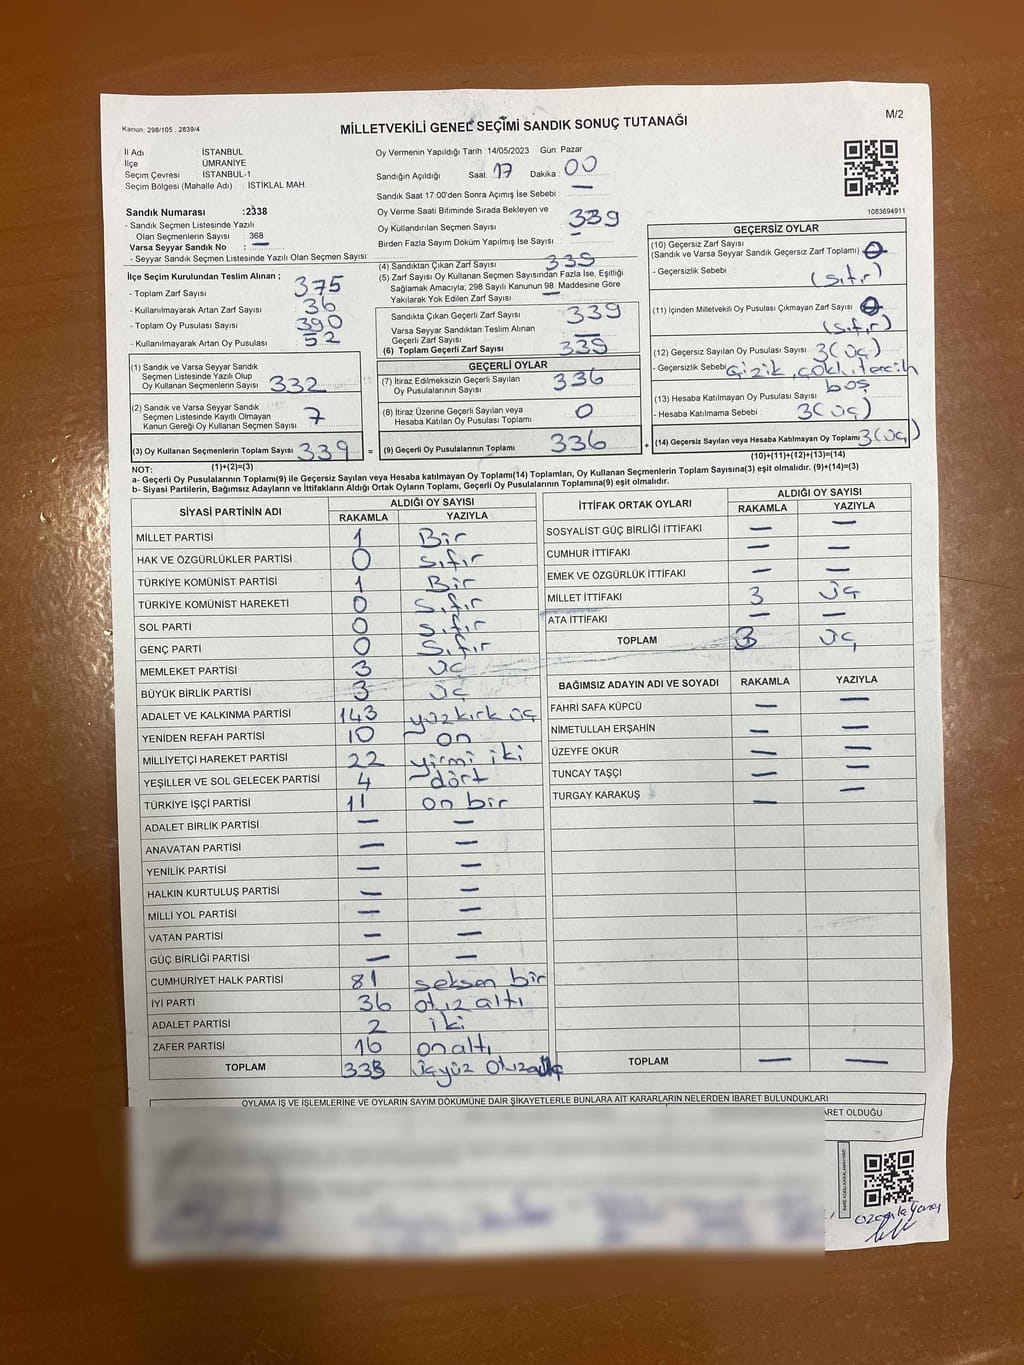 Kanun: 298/105 , 2839/4
M/2
MİLLETVEKİLİ GENEL SEÇİMİ SANDIK SONUÇ TUTANAĞI
İl Adı : İSTANBUL
İlçe : ÜMRANİYE
Seçim Çevresi : İSTANBUL-1
Seçim Bölgesi (Mahalle Adı) : İSTİKLAL MAH
Sandık Numarası :2338
- Sandık Seçmen Listesinde Yazılı
Olan Seçmenlerin Sayısı : 368
Varsa Seyyar Sandık No : —
- Seyyar Sandık Seçmen Listesinde Yazılı Olan Seçmen Sayısı
Oy Vermenin Yapıldığı Tarih :14/05/2023 Gün: Pazar
Sandığın Açıldığı Saat: 17 Dakika : 00
Sandık Saat 17:00'den Sonra Açımış İse Sebebi : —
Oy Verme Saati Bitiminde Sırada Bekleyen ve
Oy Kullandırılan Seçmen Sayısı 339
Birden Fazla Sayım Döküm Yapılmış İse Sayısı : —
1083694911
İlçe Seçim Kurulundan Teslim Alınan ;
- Toplam Zarf Sayısı 375
- Kullanılmayarak Artan Zarf Sayısı : 36
- Toplam Oy Pusulası Sayısı 390
- Kullanılmayarak Artan Oy Pusulası : 52
(1) Sandık ve Varsa Seyyar Sandık
Seçmen Listesinde Yazılı Olup
Oy Kullanan Seçmenlerin Sayısı 332
(2) Sandık ve Varsa Seyyar Sandık
Seçmen Listesinde Kayıtlı Olmayan
Kanun Gereği Oy Kullanan Seçmen Sayısı 7
(3) Oy Kullanan Seçmenlerin Toplam Sayısı 339
(1)+(2)=(3)
(4) Sandıktan Çıkan Zarf Sayısı 339
(5) Zarf Sayısı Oy Kullanan Seçmen Sayısından Fazla İse, Eşitliği
Sağlamak Amacıyla; 298 Sayılı Kanunun 98. Maddesine Göre
Yakılarak Yok Edilen Zarf Sayısı —
Sandıkta Çıkan Geçerli Zarf Sayısı 339
Varsa Seyyar Sandıktan Teslim Alınan
Geçerli Zarf Sayısı —
(6) Toplam Geçerli Zarf Sayısı 339
GEÇERLİ OYLAR
(7) İtiraz Edilmeksizin Geçerli Sayılan
Oy Pusulasının Sayısı 336
(8) İtiraz Üzerine Geçerli Sayılan veya
Hesaba Katılan Oy Pusulası Toplamı 0
= (9) Geçerli Oy Pusulalarının Toplamı 336 +
GEÇERSİZ OYLAR
(10) Geçersiz Zarf Sayısı
(Sandık ve Varsa Seyyar Sandık Geçersiz Zarf Toplamı) 0
- Geçersizlik Sebebi (sıfır)
(11) İçinden Milletvekili Oy Pusulası Çıkmayan Zarf Sayısı 0
(sıfır)
(12) Geçersiz Sayılan Oy Pusulası Sayısı 3(üç)
- Geçersizlik Sebebi çizik, çoklı tercih
boş
(13) Hesaba Katılmayan Oy Pusulası Sayısı
- Hesaba Katılmama Sebebi : 3(üç)
(14) Geçersiz Sayılan veya Hesaba Katılmayan Oy Toplamı 3(üç)
(10)+(11)+(12)+(13)=(14)
NOT:
a- Geçerli Oy Pusulasının Toplamı(9) ile Geçersiz Sayılan veya Hesaba katılmayan Oy Toplamı(14) Toplamları, Oy Kullanan Seçmenlerin Toplam Sayısına(3) eşit olmalıdır. (9)+(14)=(3)
b- Siyasi Partilerin, Bağımsız Adayların ve İttifakların Aldığı Ortak Oyların Toplamı, Geçerli Oy Pusulalarının Toplamına(9) eşit olmalıdır.
SİYASİ PARTİNİN ADI ALDIĞI OY SAYISI
RAKAMLA YAZIYLA
MİLLET PARTİSİ 1 Bir
HAK VE ÖZGÜRLÜKLER PARTİSİ 0 sıfır
TÜRKİYE KOMÜNİST PARTİSİ 1 Bir
TÜRKİYE KOMÜNİST HAREKETİ 0 sıfır
SOL PARTİ 0 sıfır
GENÇ PARTİ 0 sıfır
MEMLEKET PARTİSİ 3 üç
BÜYÜK BİRLİK PARTİSİ 3 üç
ADALET VE KALKINMA PARTİSİ 143 yüzkırk üç
YENİDEN REFAH PARTİSİ 10 on
MİLLİYETÇİ HAREKET PARTİSİ 22 yirmi iki
YEŞİLLER VE SOL GELECEK PARTİSİ 4 dört
TÜRKİYE İŞÇİ PARTİSİ 11 on bir
ADALET BİRLİK PARTİSİ — —
ANAVATAN PARTİSİ — —
YENİLİK PARTİSİ — —
HALKIN KURTULUŞ PARTİSİ — —
MİLLİ YOL PARTİSİ — —
VATAN PARTİSİ — —
GÜÇ BİRLİĞİ PARTİSİ — —
CUMHURİYET HALK PARTİSİ 81 seksen bir
İYİ PARTİ 36 otuz altı
ADALET PARTİSİ 2 iki
ZAFER PARTİSİ 16 onaltı
TOPLAM üçyüz
İTTİFAK ORTAK OYLARI ALDIĞI OY SAYISI
RAKAMLA YAZIYLA
SOSYALİST GÜÇ BİRLİĞİ İTTİFAKI — —
CUMHUR İTTİFAKI — —
EMEK VE ÖZGÜRLÜK İTTİFAKI — —
MİLLET İTTİFAKI 3 üç
ATA İTTİFAKI — —
TOPLAM 3 üç
BAĞIMSIZ ADAYIN ADI VE SOYADI RAKAMLA YAZIYLA
FAHRİ SAFA KÜPCÜ — —
NİMETULLAH ERŞAHİN — —
ÜZEYFE OKUR — —
TUNCAY TAŞÇI — —
TURGAY KARAKUŞ — —
TOPLAM — —
OYLAMA İŞ VE İŞLEMLERİNE VE OYLARIN SAYIM DÖKÜMÜNE DAİR ŞİKAYETLERLE BUNLARA AİT KARARLARIN NELERDEN İBARET BULUNDUKLARI
ARET OLDUĞU
KARE KODU KARALAMAYINIZ!